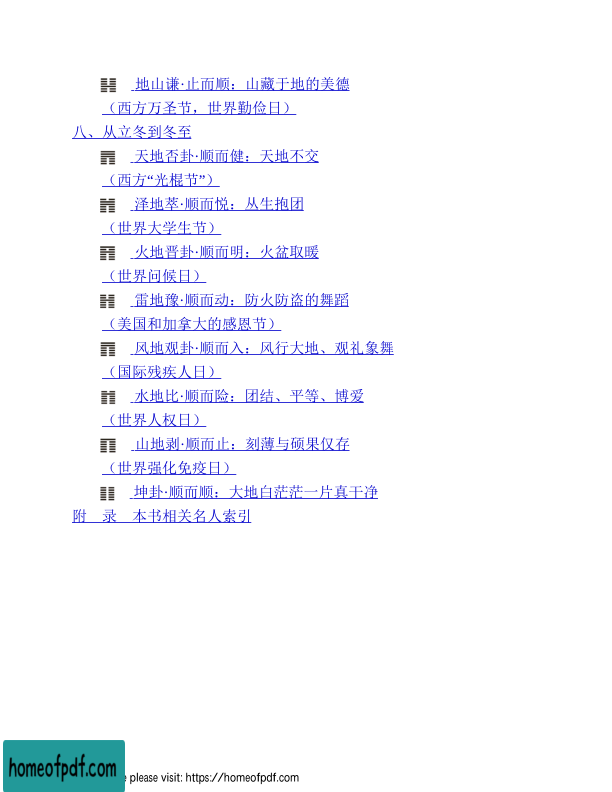 ䷎ 地山谦·止而顺：山藏于地的美德
（西方万圣节，世界勤俭日）
八、从立冬到冬至
䷋ 天地否卦·顺而健：天地不交
（西方“光棍节”）
䷬ 泽地萃·顺而悦：丛生抱团
（世界大学生节）
䷢ 火地晋卦·顺而明：火盆取暖
（世界问候日）
䷏ 雷地豫·顺而动：防火防盗的舞蹈
（美国和加拿大的感恩节）
䷓ 风地观卦·顺而入：风行大地、观礼象舞
（国际残疾人日）
䷇ 水地比·顺而险：团结、平等、博爱
（世界人权日）
䷖ 山地剥·顺而止：刻薄与硕果仅存
（世界强化免疫日）
䷁ 坤卦·顺而顺：大地白茫茫一片真干净
附　录　本书相关名人索引
homeofpdf.com
e please visit: https://homeofpdf.com